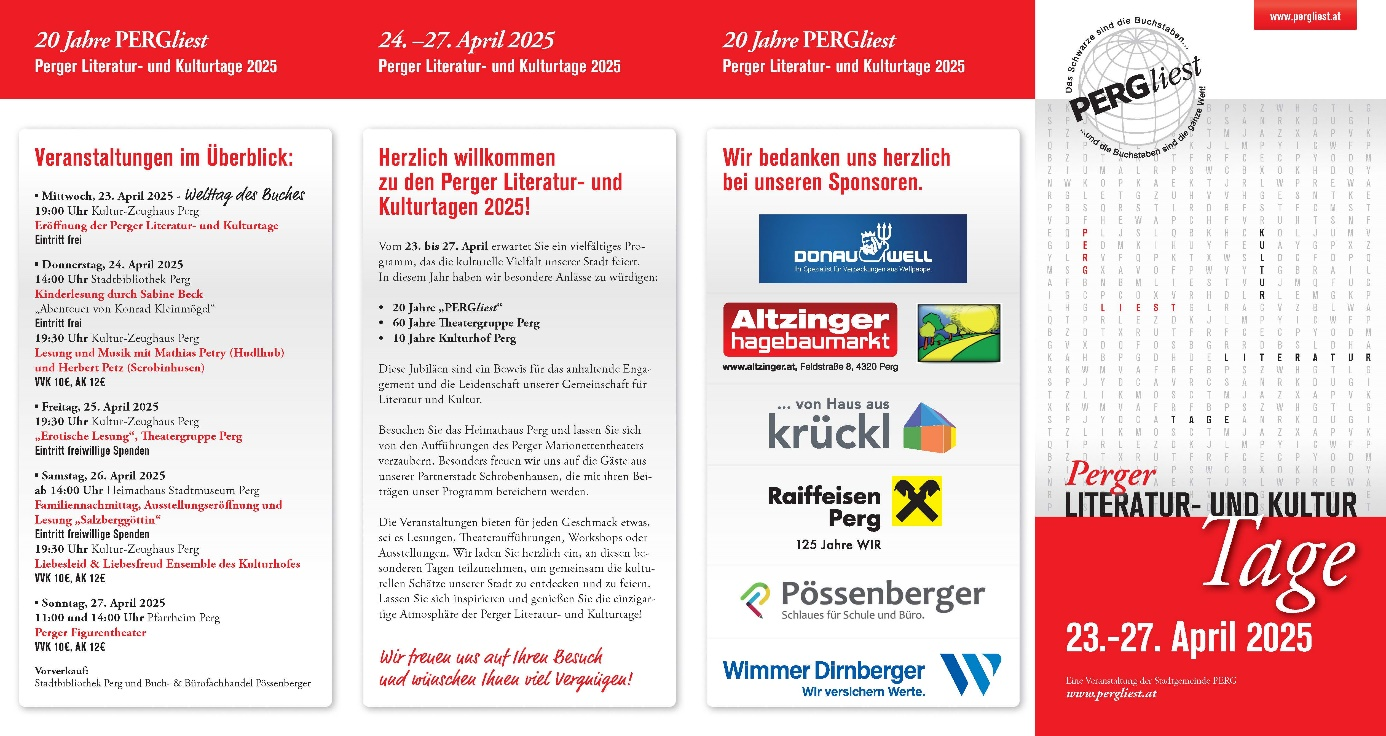 20 Jahre PERGliest
Perger Literatur- und Kulturtage 2025
Veranstaltungen im Überblick:
▪ Mittwoch, 23. April 2025 - Welttag des Buches
19:00 Uhr Kultur-Zeughaus Perg
Eröffnung der Perger Literatur- und Kulturtage
Eintritt frei
▪ Donnerstag, 24. April 2025
14:00 Uhr Stadtbibliothek Perg
Kinderlesung durch Sabine Beck
„Abenteuer von Konrad Kleinmögel“
Eintritt frei
19:30 Uhr Kultur-Zeughaus Perg
Lesung und Musik mit Mathias Petry (Hudlhub)
und Herbert Petz (Scrobinhusen)
VVK 10€, AK 12€
▪ Freitag, 25. April 2025
19:30 Uhr Kultur-Zeughaus Perg
„Erotische Lesung“, Theatergruppe Perg
Eintritt freiwillige Spenden
▪ Samstag, 26. April 2025
ab 14:00 Uhr Heimathaus Stadtmuseum Perg
Familiennachmittag, Ausstellungseröffnung und
Lesung „Salzberggöttin“
Eintritt freiwillige Spenden
19:30 Uhr Kultur-Zeughaus Perg
Liebesleid & Liebesfreud Ensemble des Kulturhofes
VVK 10€, AK 12€
▪ Sonntag, 27. April 2025
11:00 und 14:00 Uhr Pfarrheim Perg
Perger Figurentheater
VVK 10€, AK 12€
Vorverkauf:
Stadtbibliothek Perg und Buch- & Bürofachhandel Pössenberger
24. –27. April 2025
Perger Literatur- und Kulturtage 2025
Herzlich willkommen
zu den Perger Literatur- und
Kulturtagen 2025!
Vom 23. bis 27. April erwartet Sie ein vielfältiges Pro-
gramm, das die kulturelle Vielfalt unserer Stadt feiert.
In diesem Jahr haben wir besondere Anlässe zu würdigen:
• 20 Jahre „PERGliest“
• 60 Jahre Theatergruppe Perg
• 10 Jahre Kulturhof Perg
Diese Jubiläen sind ein Beweis für das anhaltende Enga-
gement und die Leidenschaft unserer Gemeinschaft für
Literatur und Kultur.
Besuchen Sie das Heimathaus Perg und lassen Sie sich
von den Aufführungen des Perger Marionettentheaters
verzaubern. Besonders freuen wir uns auf die Gäste aus
unserer Partnerstadt Schrobenhausen, die mit ihren Bei-
trägen unser Programm bereichern werden.
Die Veranstaltungen bieten für jeden Geschmack etwas,
sei es Lesungen, Theateraufführungen, Workshops oder
Ausstellungen. Wir laden Sie herzlich ein, an diesen be-
sonderen Tagen teilzunehmen, um gemeinsam die kultu-
rellen Schätze unserer Stadt zu entdecken und zu feiern.
Lassen Sie sich inspirieren und genießen Sie die einzigar-
tige Atmosphäre der Perger Literatur- und Kulturtage!
Wir freuen uns auf Ihren Besuch
und wünschen Ihnen viel Vergnügen!
20 Jahre PERGliest
Perger Literatur- und Kulturtage 2025
Wir bedanken uns herzlich
bei unseren Sponsoren.
DONAU WELL
Ihr Spezialist für Verpackungen aus Wellpappe
Altzinger
hagebaumarkt
www.altzinger.at, Feldstraße 8, 4320 Perg
... von Haus aus
krückl
Raiffeisen
Perg
125 Jahre WIR
Pössenberger
Schlaues für Schule und Büro.
Wimmer Dirnberger
Wir versichern Werte.
www.pergliest.at
Das Schwarze sind die Buchstaben...
PERGliest
...und die Buchstaben sind die ganze Welt!
PERG
KULTUR
LIEST
LITERATUR
TAGE
Perger
LITERATUR- UND KULTUR
Tage
23.-27. April 2025
Eine Veranstaltung der Stadtgemeinde PERG
www.pergliest.at